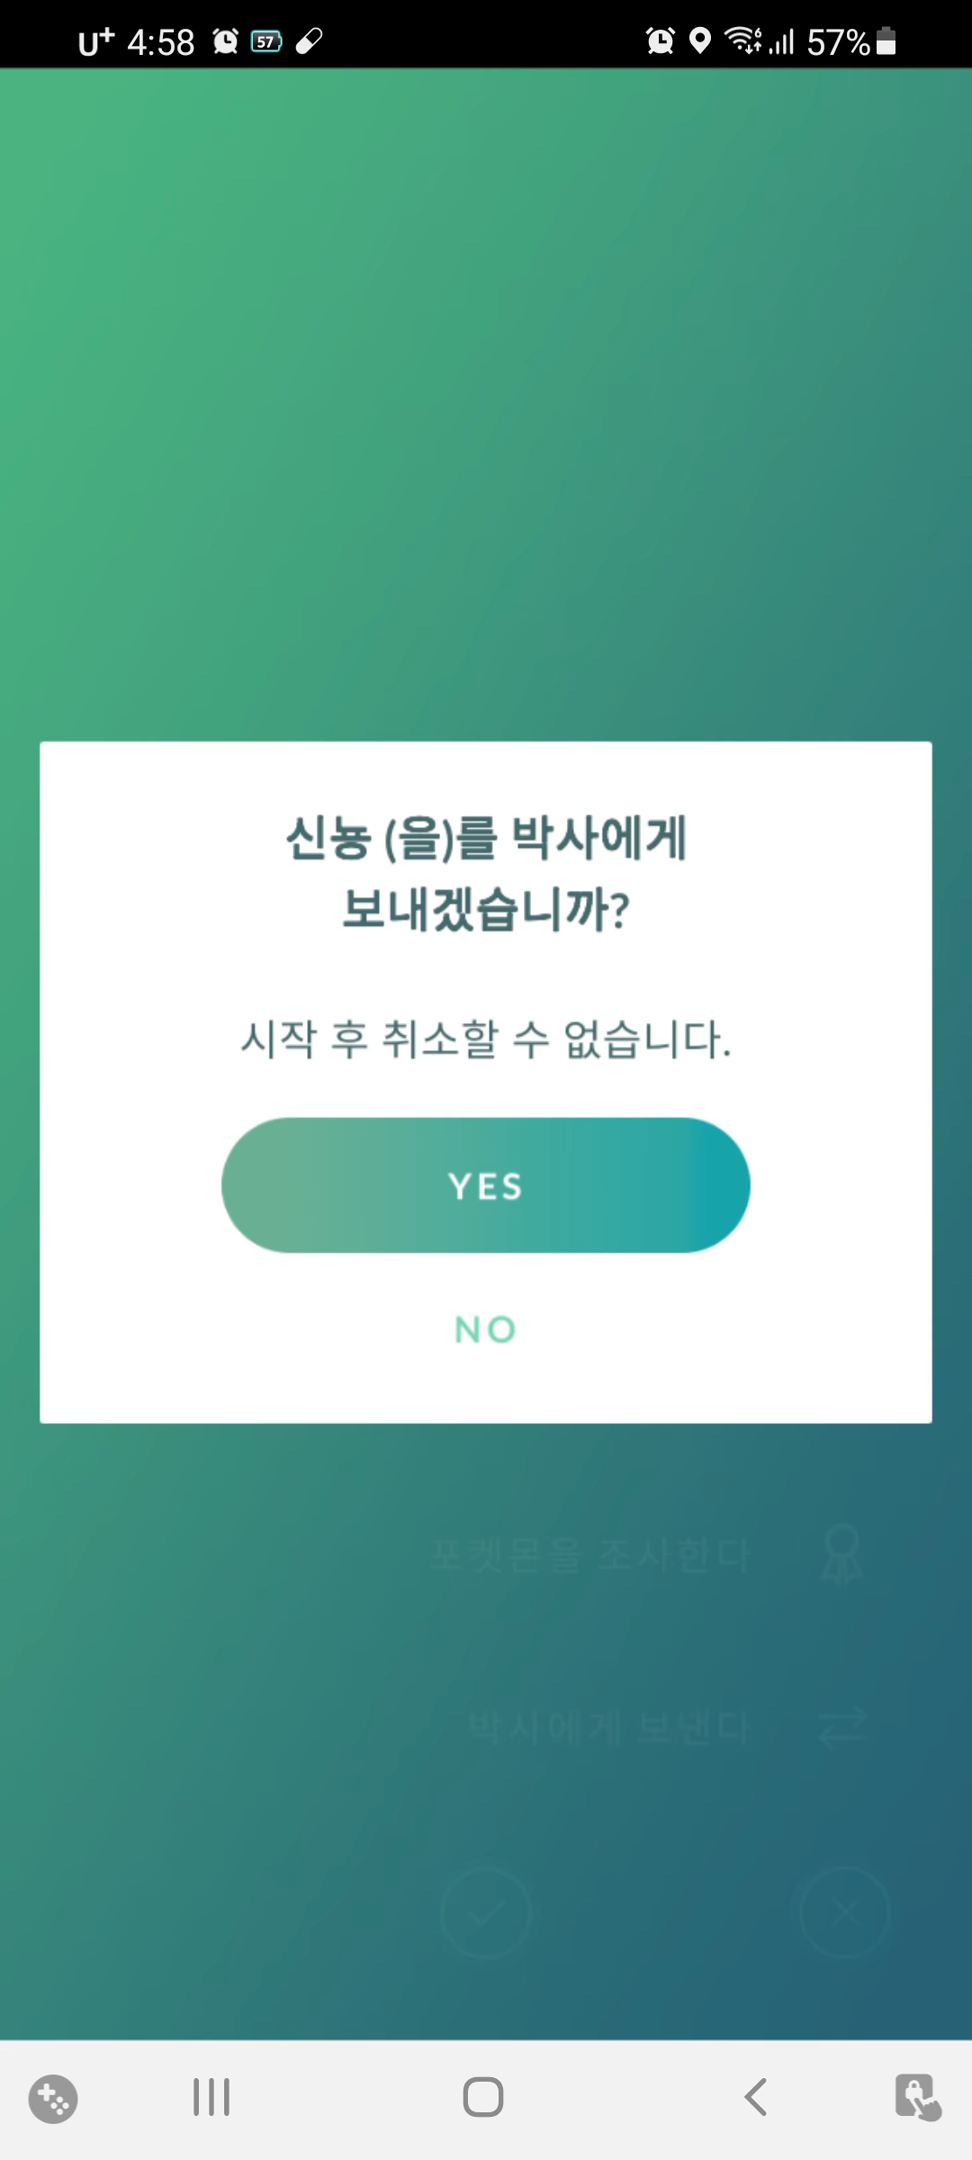 U+ 4:58 57 6 57%
신뇽 (을)를 박사에게
보내겠습니까?
시작 후 취소할 수 없습니다.
YES
NO
포켓몬을 조사한다
박사에게 보낸다